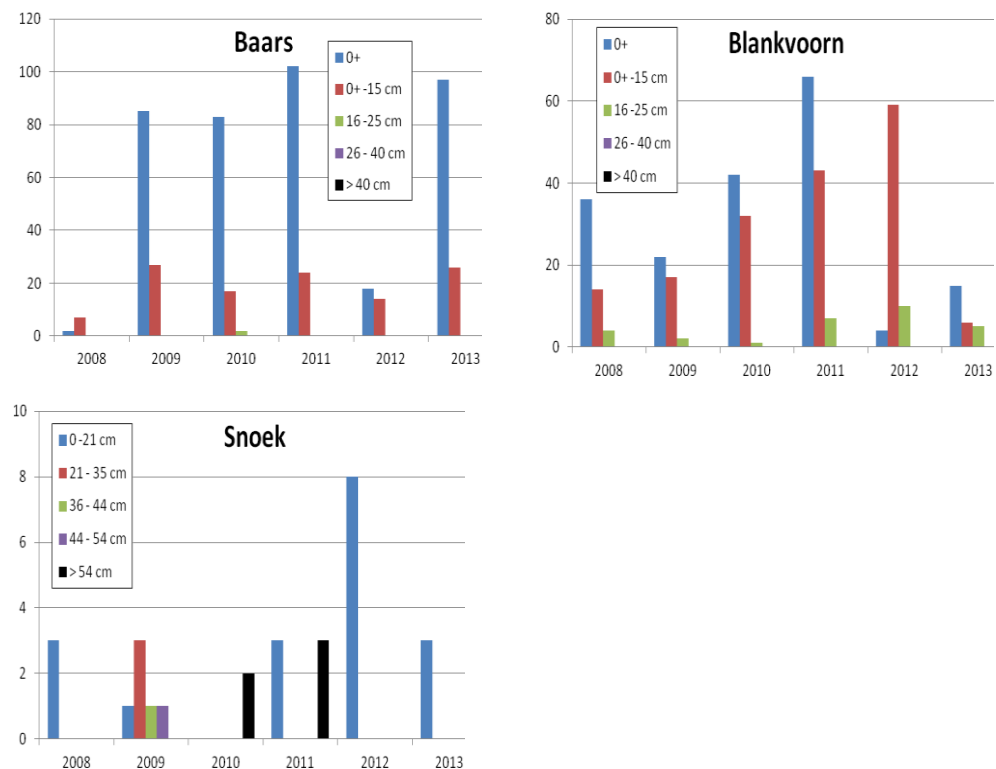 Baars
120
100
80
60
40
20
0
0+
0+ -15 cm
16 -25 cm
26 - 40 cm
> 40 cm
2008 2009 2010 2011 2012 2013
Blankvoorn
80
60
40
20
0
0+
0+ -15 cm
16 -25 cm
26 - 40 cm
> 40 cm
2008 2009 2010 2011 2012 2013
Snoek
10
8
6
4
2
0
0 -21 cm
21 - 35 cm
36 - 44 cm
44 - 54 cm
> 54 cm
2008 2009 2010 2011 2012 2013